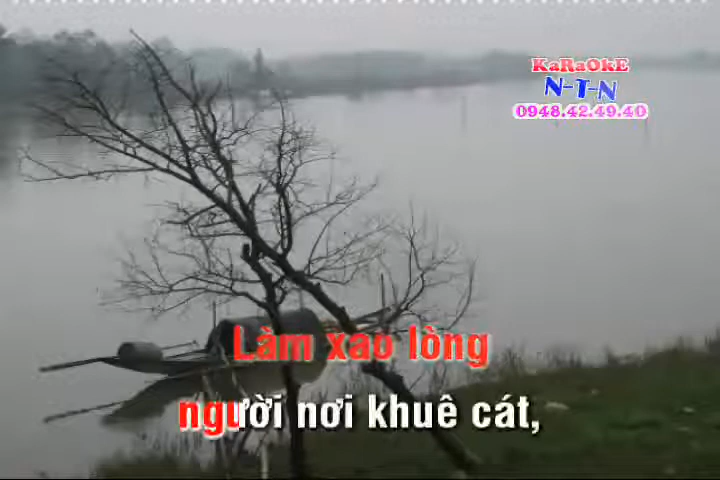 KaRaOkE
N-T-N
0948.42.49.40
Làm xao lòng
người nơi khuê cát,